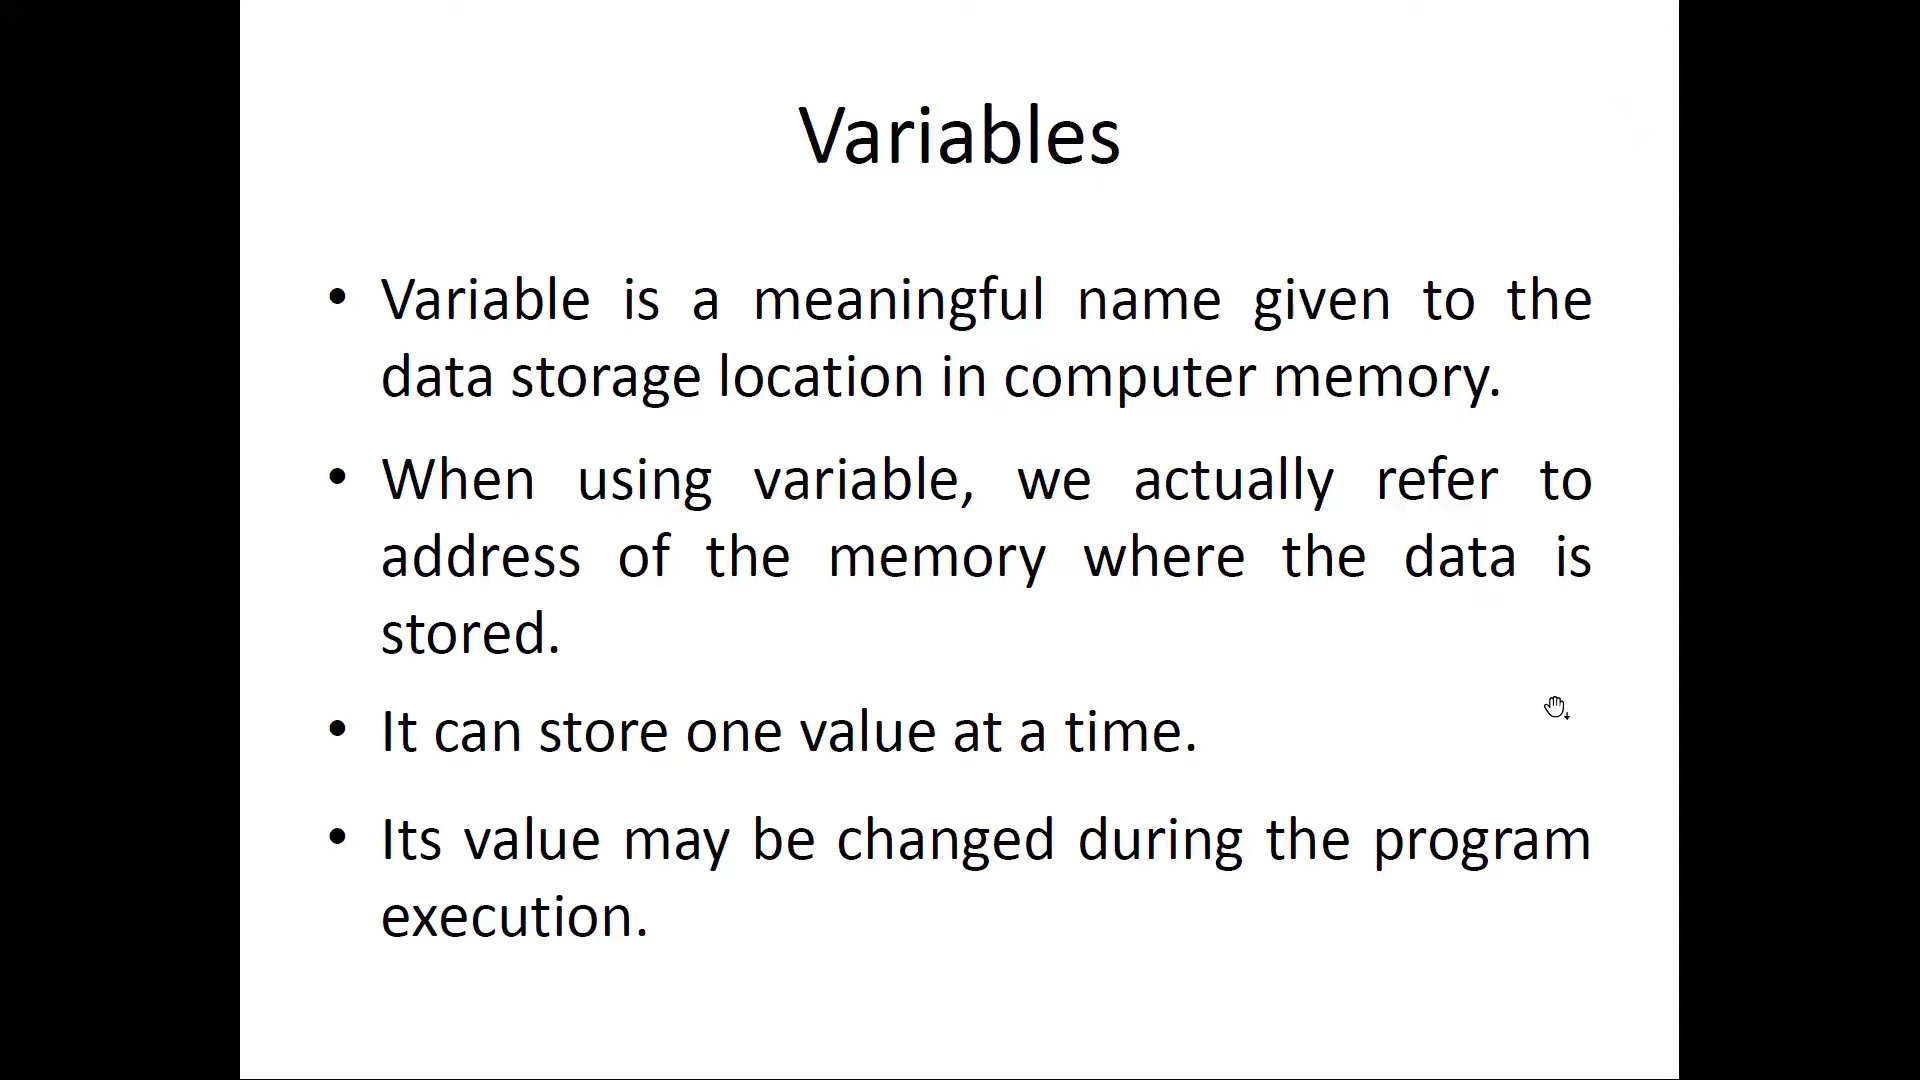 Variables
• Variable is a meaningful name given to the
data storage location in computer memory.
• When using variable, we actually refer to
address of the memory where the data is
stored.
• It can store one value at a time.
• Its value may be changed during the program
execution.